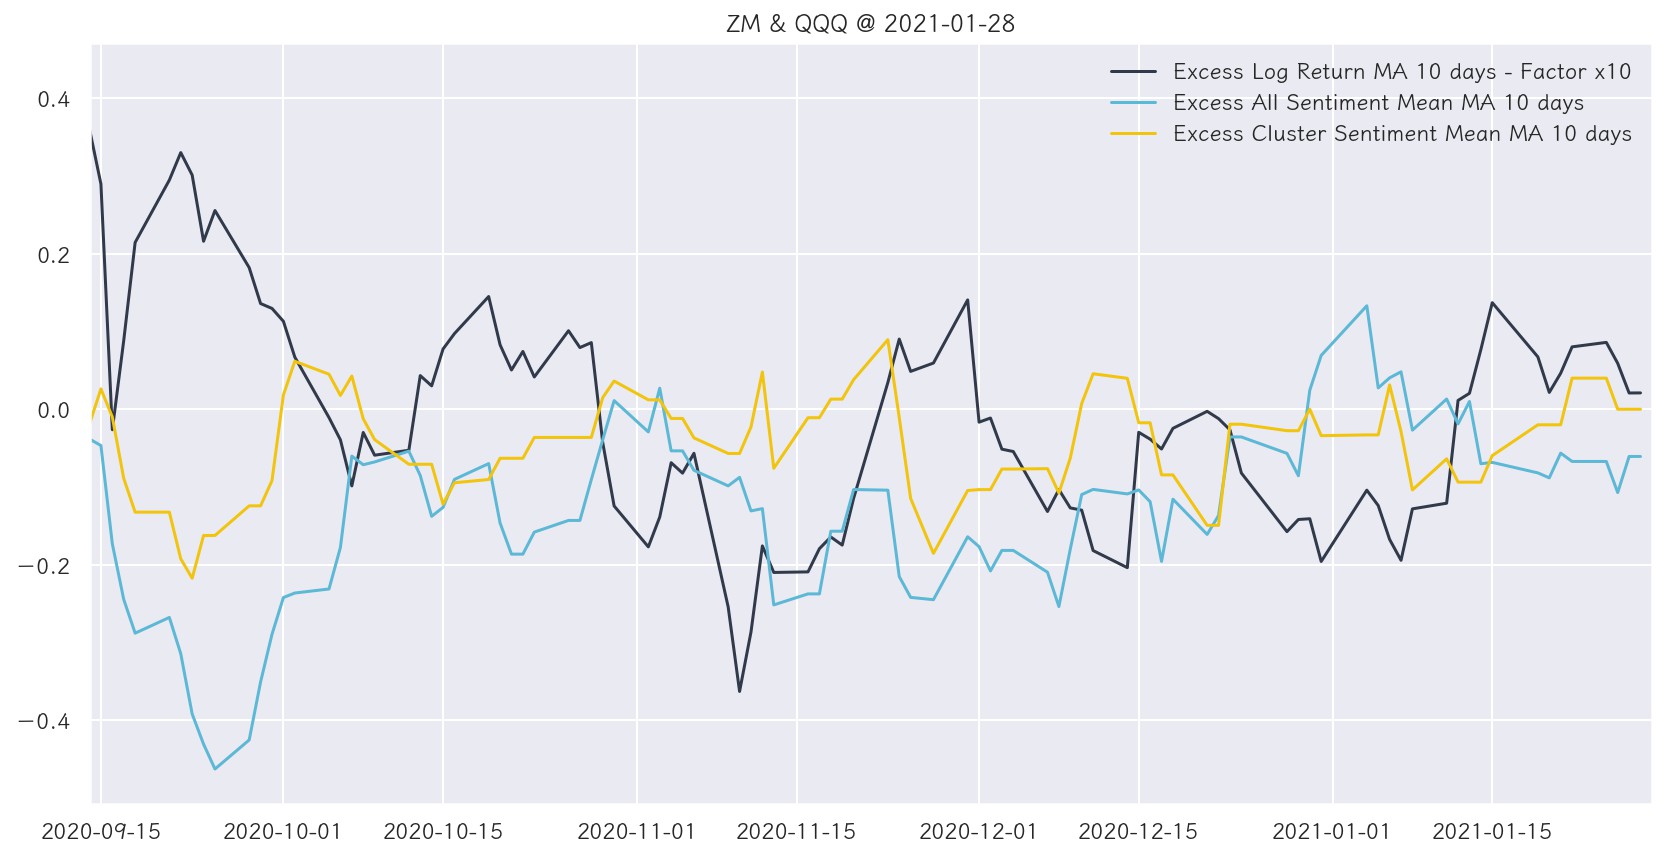 ZM & QQQ @ 2021-01-28
Excess Log Return MA 10 days - Factor x10
Excess All Sentiment Mean MA 10 days
Excess Cluster Sentiment Mean MA 10 days
0.4
0.2
0.0
−0.2
−0.4
2020-09-15 2020-10-01 2020-10-15 2020-11-01 2020-11-15 2020-12-01 2020-12-15 2021-01-01 2021-01-15